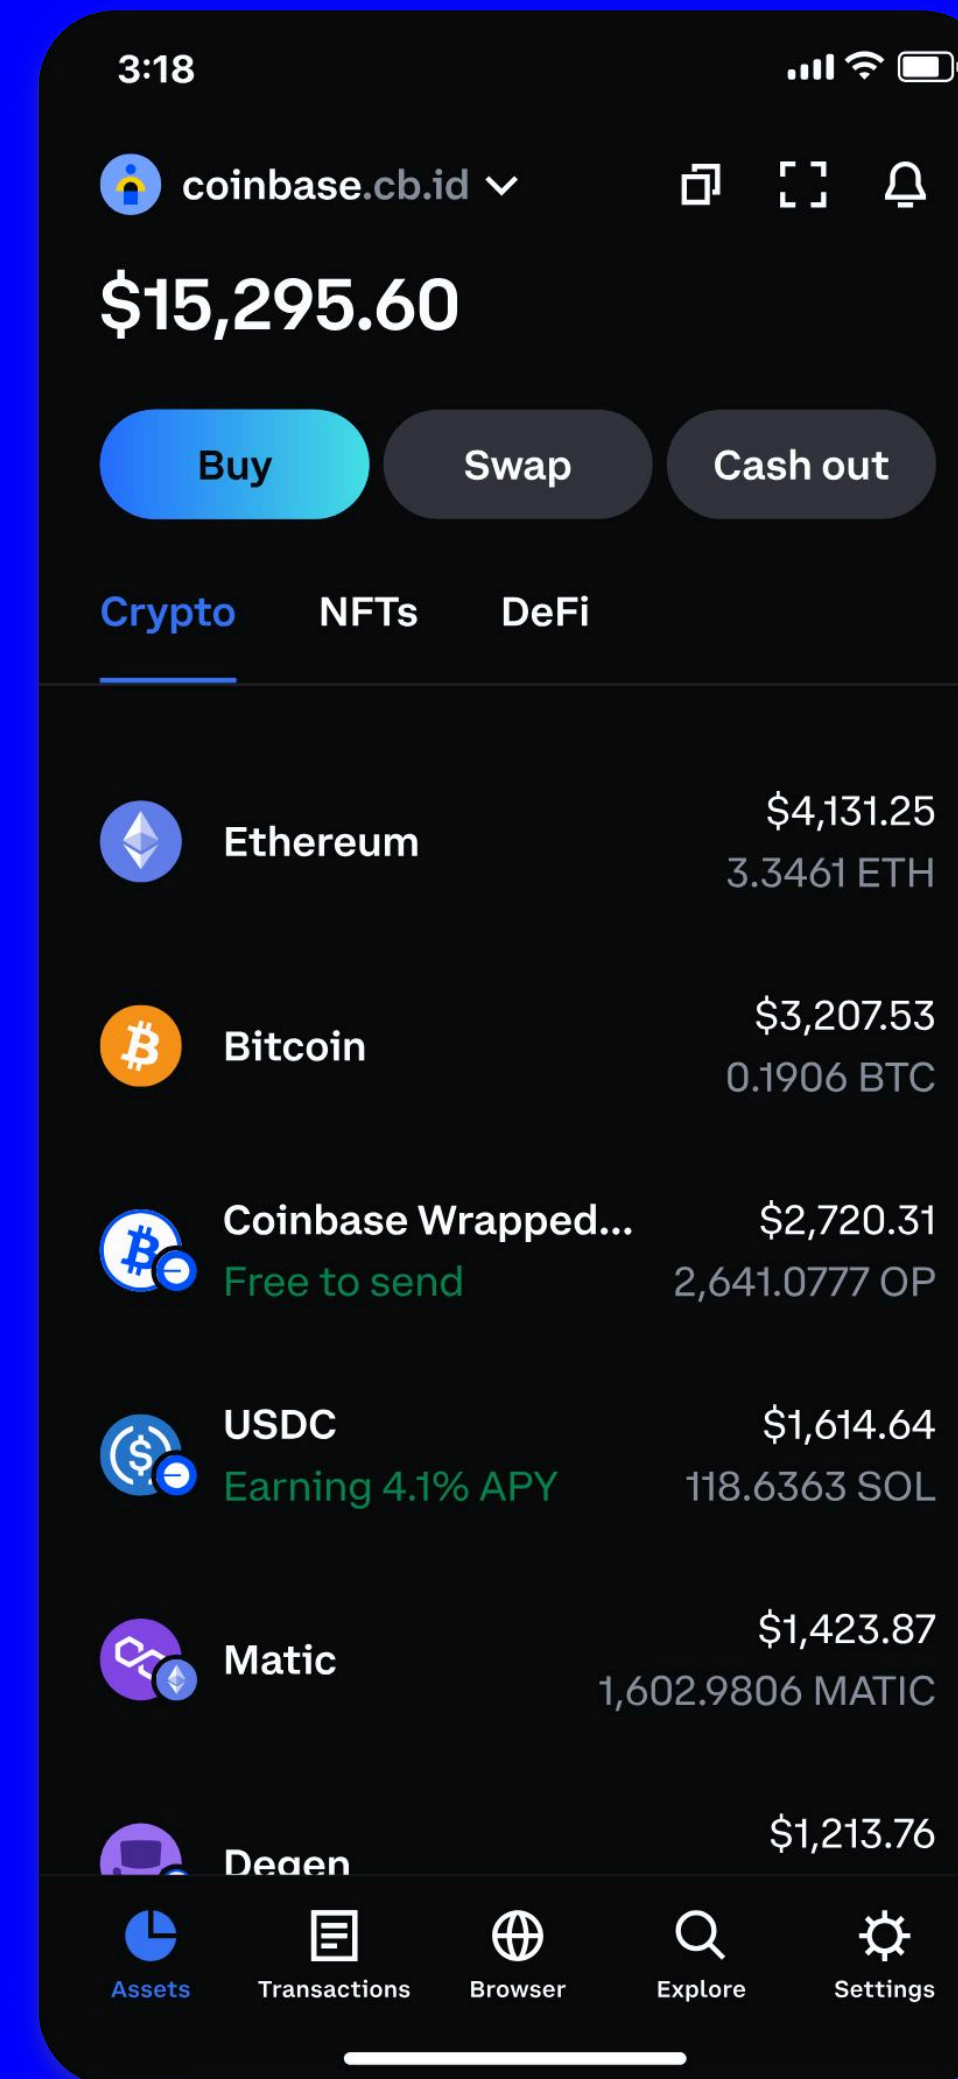 3:18
coinbase.cb.id
$15,295.60
Buy Swap Cash out
Crypto NFTs DeFi
Ethereum $4,131.25
3.3461 ETH
Bitcoin $3,207.53
0.1906 BTC
Coinbase Wrapped... $2,720.31
Free to send 2,641.0777 OP
USDC $1,614.64
Earning 4.1% APY 118.6363 SOL
Matic $1,423.87
1,602.9806 MATIC
Degen $1,213.76
Assets Transactions Browser Explore Settings